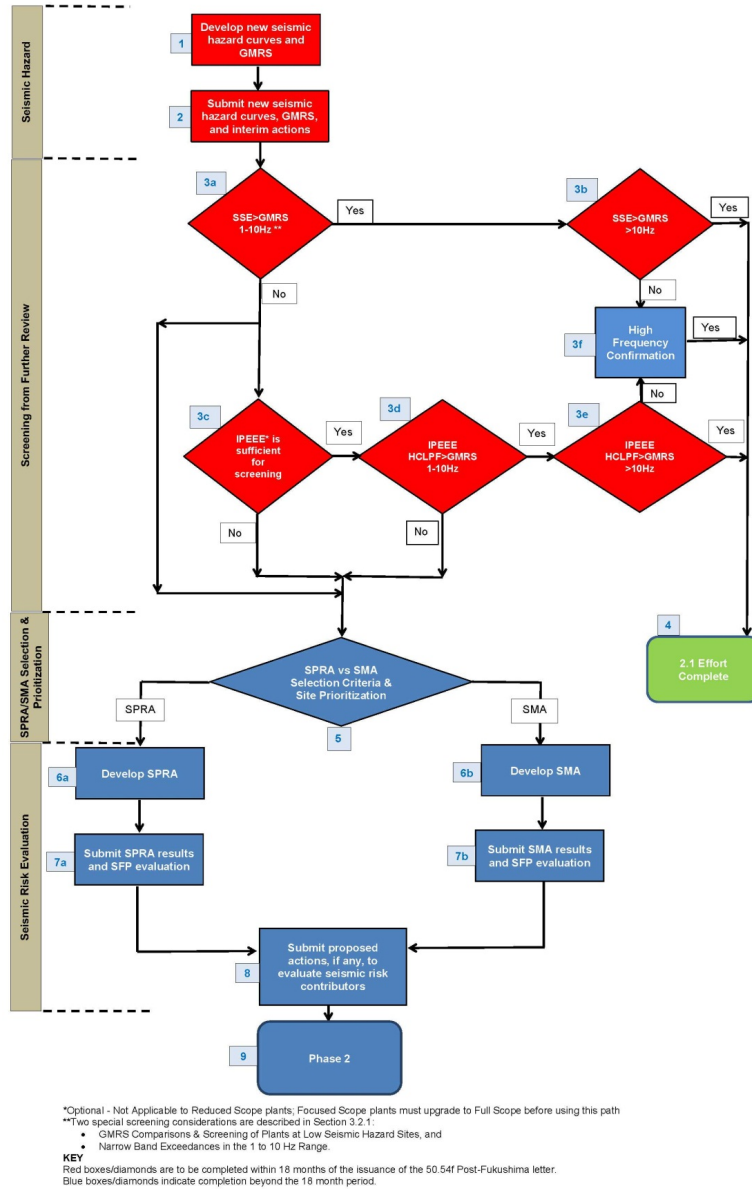 Seismic Hazard
1
Develop new seismic
hazard curves and
GMRS
2
Submit new seismic
hazard curves, GMRS,
and interim actions
Screening from Further Review
3a
SSE>GMRS
1-10Hz **
Yes
3b
SSE>GMRS
>10Hz
Yes
No
No
3f
High
Frequency
Confirmation
Yes
3c
IPEEE* is
sufficient
for
screening
Yes
3d
IPEEE
HCLPF>GMRS
1-10Hz
Yes
3e
No
IPEEE
HCLPF>GMRS
>10Hz
Yes
No
No
SPRA/SMA Selection &
Prioitization
SPRA vs SMA
Selection Criteria &
Site Prioritization
5
SPRA
SMA
4
2.1 Effort
Complete
Seismic Risk Evaluation
6a
Develop SPRA
6b
Develop SMA
7a
Submit SPRA results
and SFP evaluation
7b
Submit SMA results
and SFP evaluation
8
Submit proposed
actions, if any, to
evaluate seismic risk
contributors
9
Phase 2
*Optional - Not Applicable to Reduced Scope plants; Focused Scope plants must upgrade to Full Scope before using this path
**Two special screening considerations are described in Section 3.2.1:
• GMRS Comparisons & Screening of Plants at Low Seismic Hazard Sites, and
• Narrow Band Exceedances in the 1 to 10 Hz Range.
KEY
Red boxes/diamonds are to be completed within 18 months of the issuance of the 50.54f Post-Fukushima letter.
Blue boxes/diamonds indicate completion beyond the 18 month period.